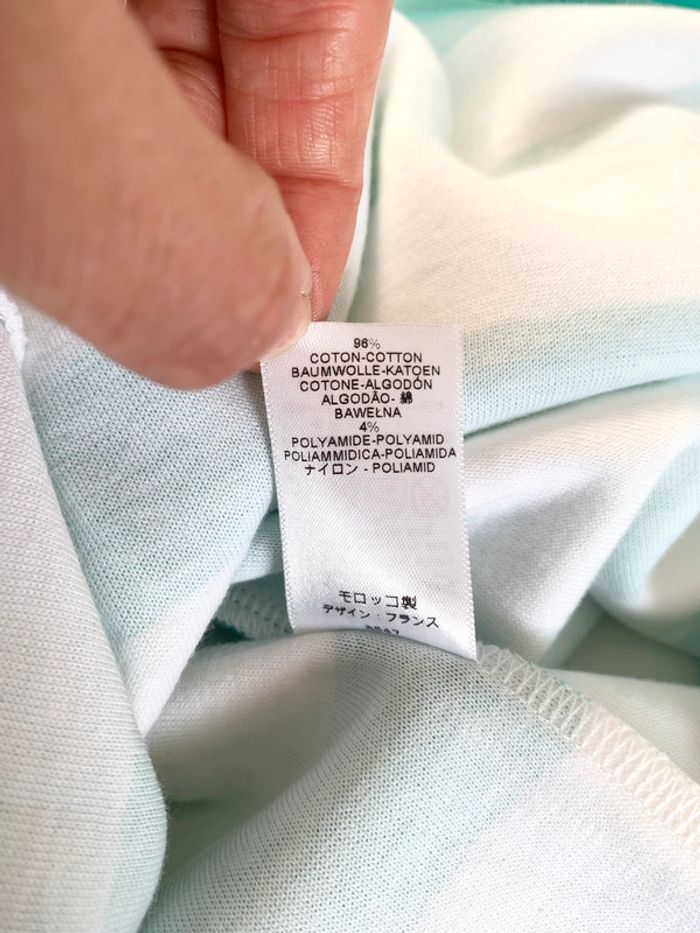 96%
COTON-COTTON
BAUMWOLLE-KATOEN
COTONE-ALGODÓN
ALGODÃO- 綿
BAWEŁNA
4%
POLYAMIDE-POLYAMID
POLIAMMIDICA-POLIAMIDA
ナイロン - POLIAMID
モロッコ製
デザイン : フランス